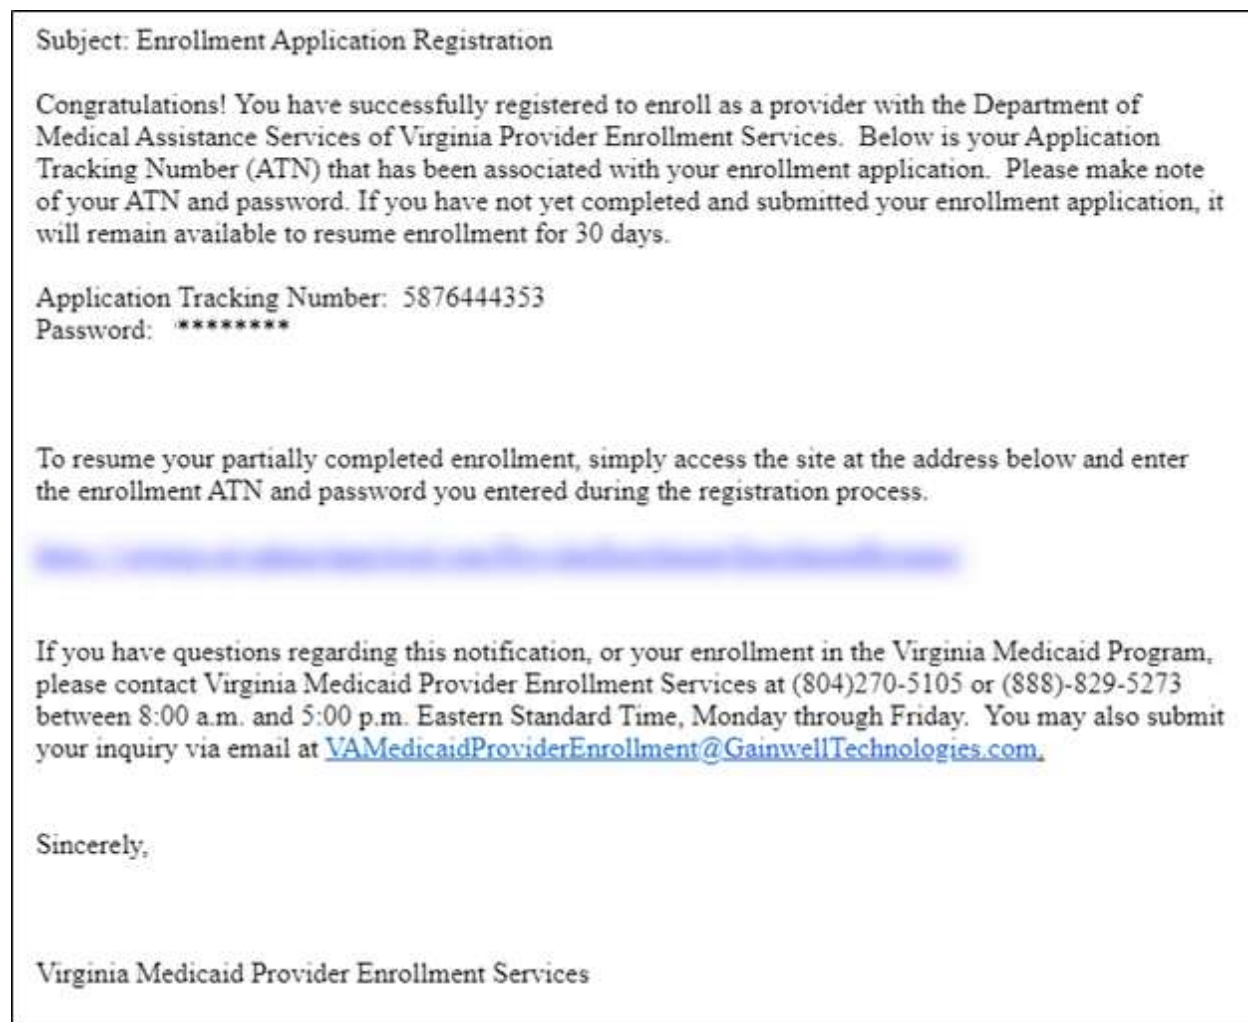 Subject: Enrollment Application Registration
Congratulations! You have successfully registered to enroll as a provider with the Department of
Medical Assistance Services of Virginia Provider Enrollment Services.  Below is your Application
Tracking Number (ATN) that has been associated with your enrollment application.  Please make note
of your ATN and password. If you have not yet completed and submitted your enrollment application, it
will remain available to resume enrollment for 30 days.
Application Tracking Number:  5876444353
Password:   ********
To resume your partially completed enrollment, simply access the site at the address below and enter
the enrollment ATN and password you entered during the registration process.
If you have questions regarding this notification, or your enrollment in the Virginia Medicaid Program,
please contact Virginia Medicaid Provider Enrollment Services at (804)270-5105 or (888)-829-5273
between 8:00 a.m. and 5:00 p.m. Eastern Standard Time, Monday through Friday.  You may also submit
your inquiry via email at VAMedicaidProviderEnrollment@GainwellTechnologies.com.
Sincerely,
Virginia Medicaid Provider Enrollment Services